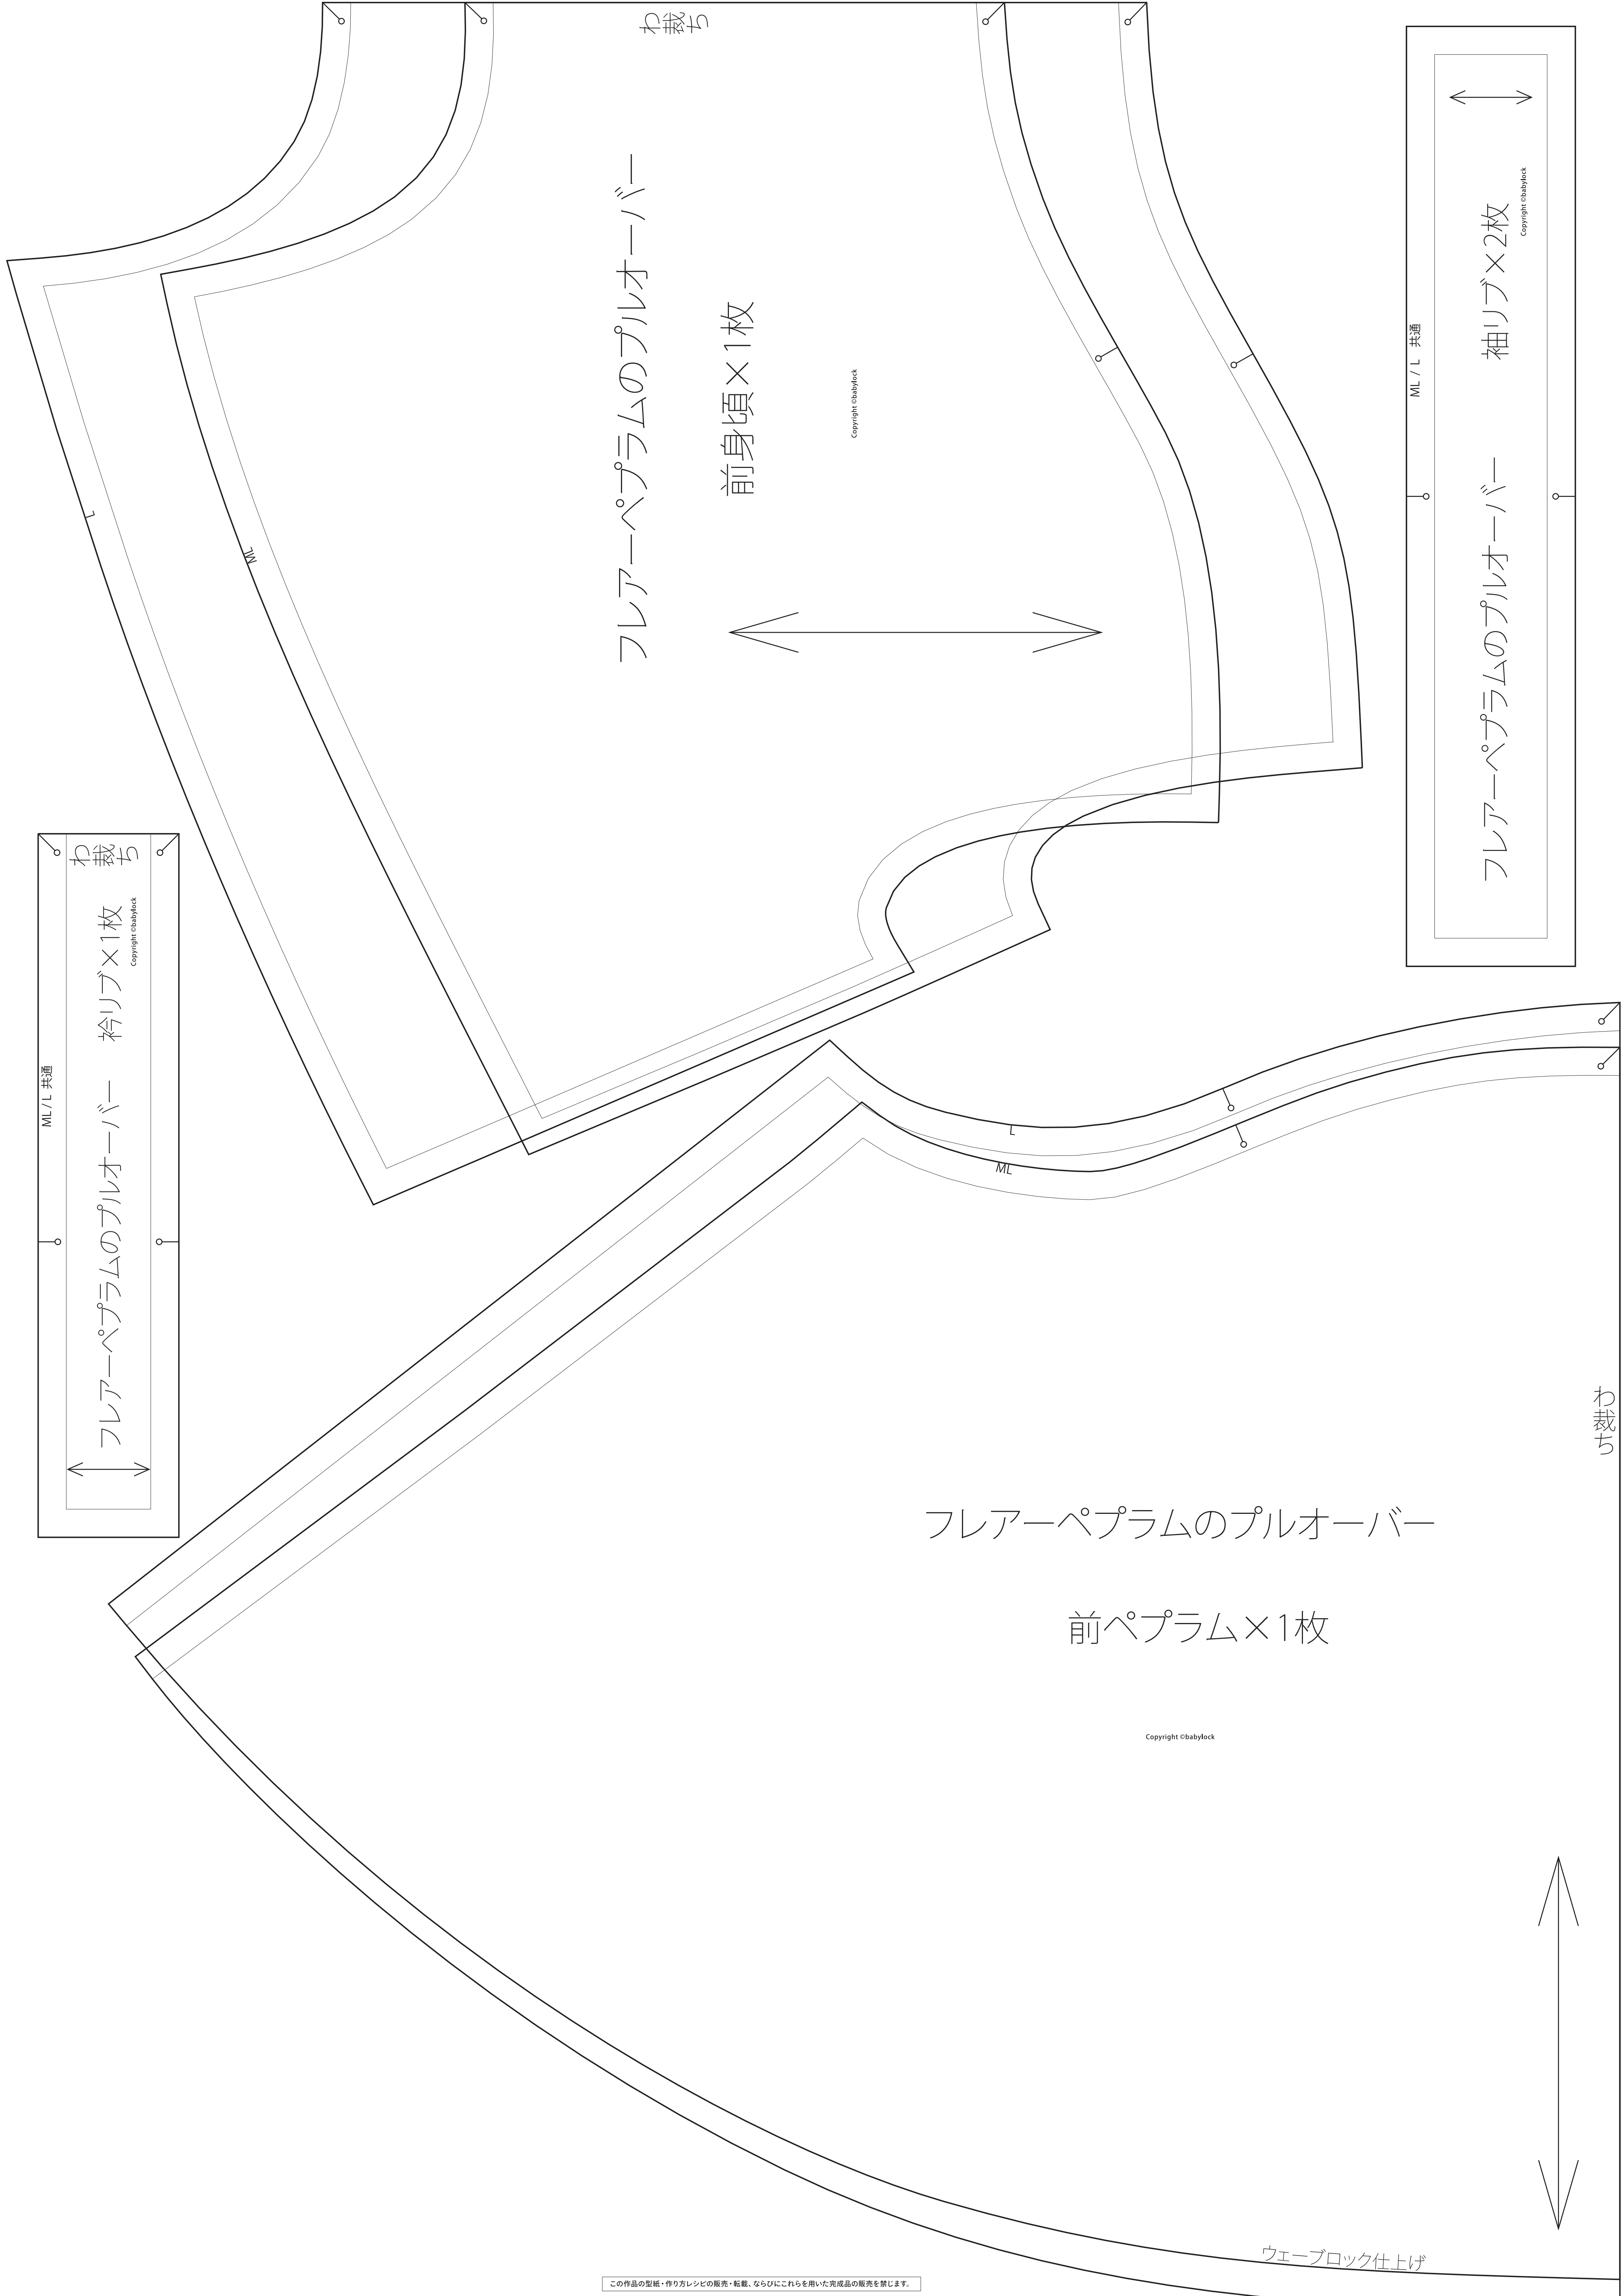 わ裁ち
フレアーペプラムのプルオーバー
前身頃×1枚
Copyright ©babylock
L
ML
ML / L 共通
フレアーペプラムのプルオーバー 袖リブ×2枚
Copyright ©babylock
わ裁ち
ML / L 共通
フレアーペプラムのプルオーバー 衿リブ×1枚
Copyright ©babylock
L
ML
わ裁ち
フレアーペプラムのプルオーバー
前ペプラム×1枚
Copyright ©babylock
ウェーブロック仕上げ
この作品の型紙・作り方レシピの販売・転載、ならびにこれらを用いた完成品の販売を禁じます。